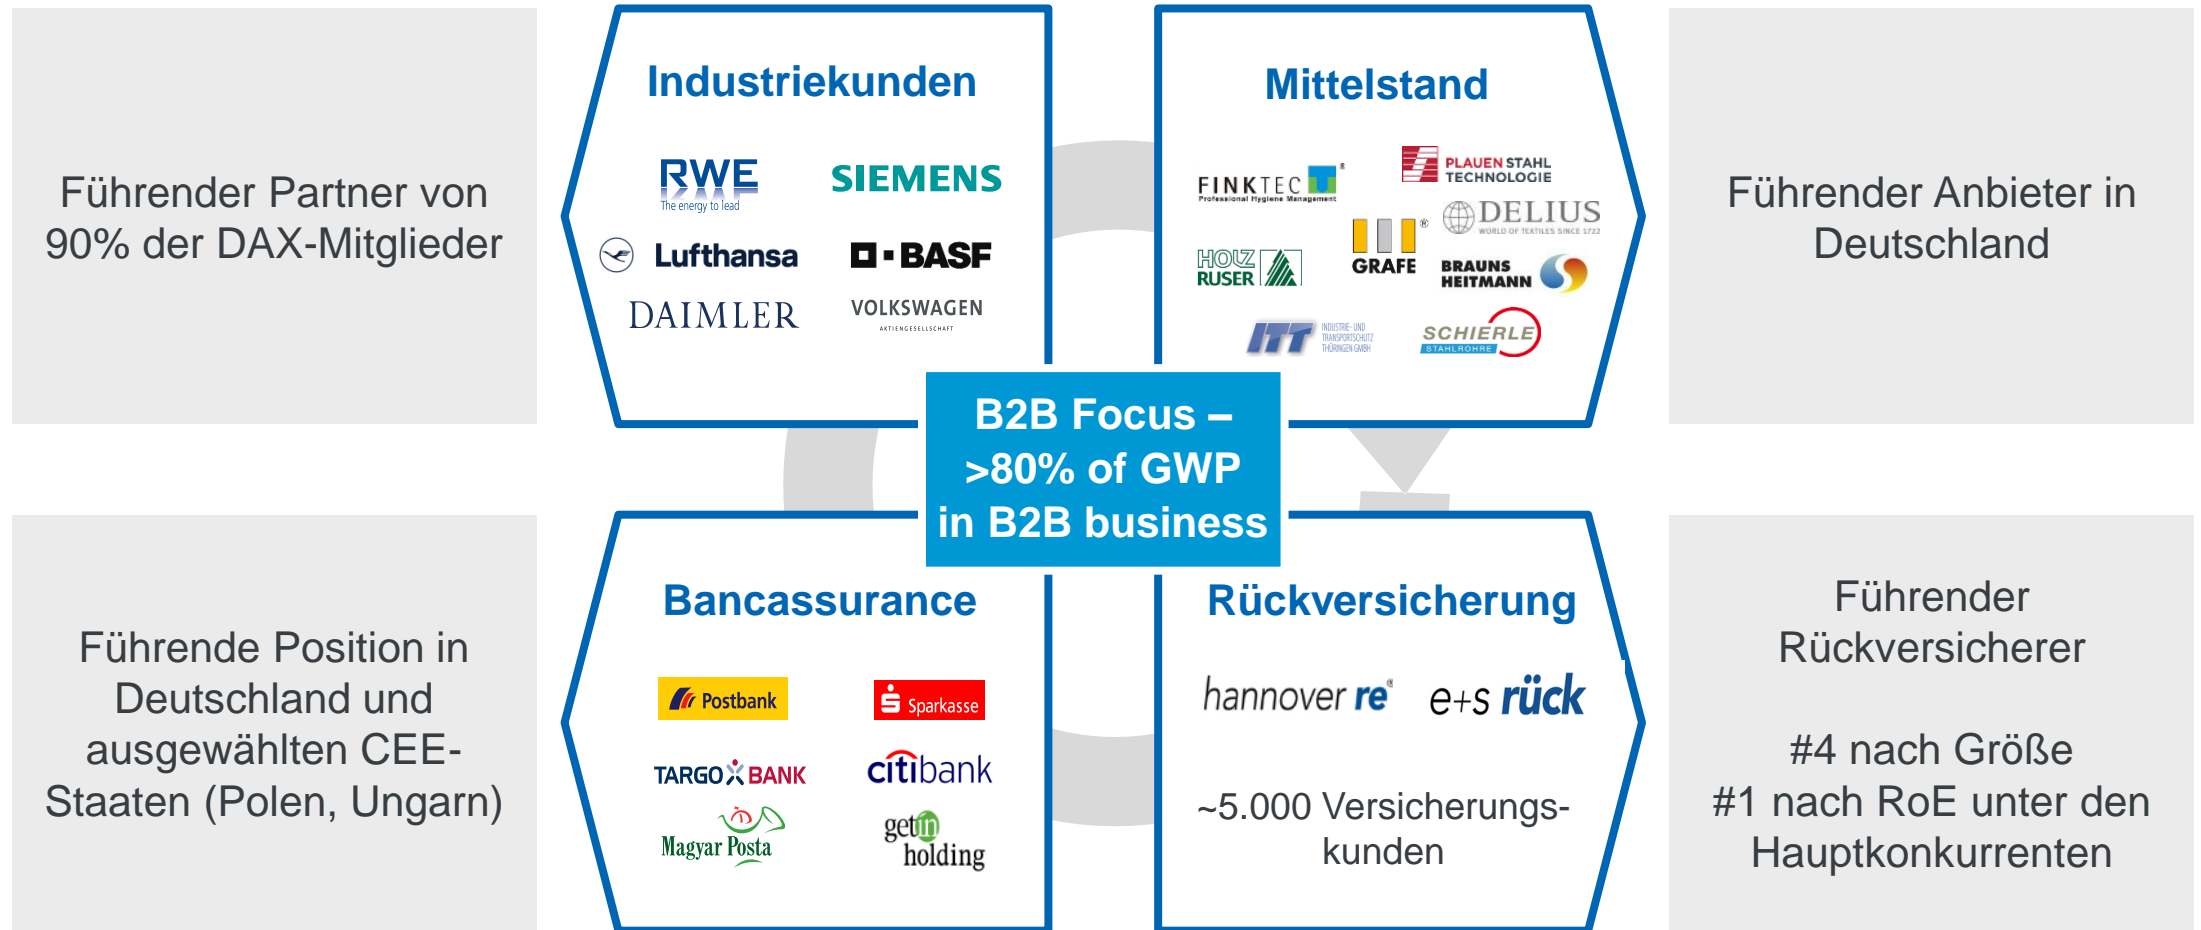 Führender Partner von
90% der DAX-Mitglieder
Industriekunden
RWE
The energy to lead
SIEMENS
Lufthansa
BASF
DAIMLER
VOLKSWAGEN
AKTIENGESELLSCHAFT
Mittelstand
FINKTEC ®
Professional Hygiene Management
PLAUEN STAHL
TECHNOLOGIE
DELIUS
WORLD OF TEXTILES SINCE 1722
HOLZ
RUSER
GRAFE ®
BRAUNS
HEITMANN
ITT
INDUSTRIE- UND
TRANSPORTSCHUTZ
THÜRINGEN GMBH
SCHIERLE
STAHLROHRE
Führender Anbieter in
Deutschland
B2B Focus –
>80% of GWP
in B2B business
Führende Position in
Deutschland und
ausgewählten CEE-
Staaten (Polen, Ungarn)
Bancassurance
Postbank
Sparkasse
TARGO BANK
citibank
Magyar Posta
getin
holding
Rückversicherung
hannover re®
e+s rück
~5.000 Versicherungs-
kunden
Führender
Rückversicherer
#4 nach Größe
#1 nach RoE unter den
Hauptkonkurrenten